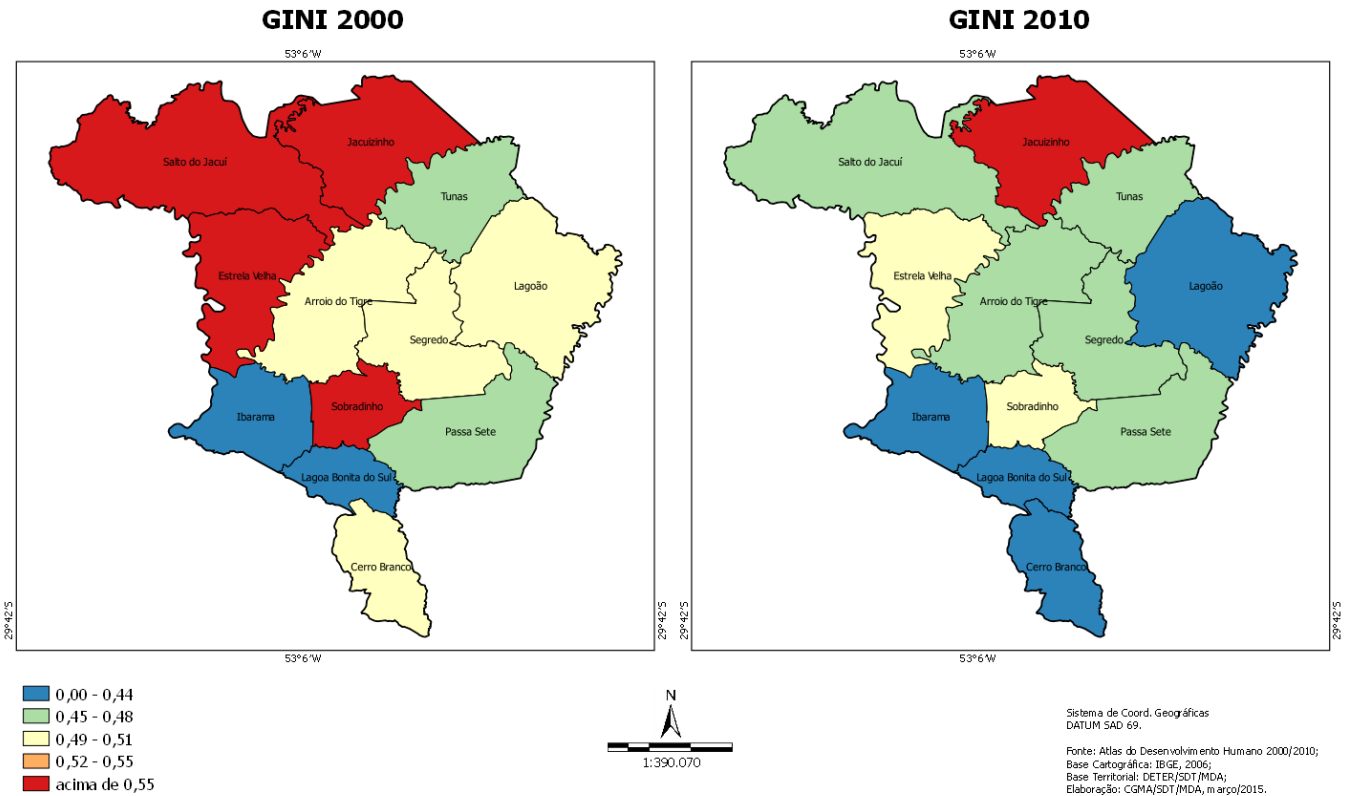 GINI 2000
GINI 2010
53°6'W
53°6'W
Jacuizinho
Salto do Jacuí
Tunas
Estrela Velha
Lagoão
Arroio do Tigre
Segredo
Sobradinho
Ibarama
Passa Sete
Lagoa Bonita do Sul
Cerro Branco
29°42'S
29°42'S
53°6'W
Jacuizinho
Salto do Jacuí
Tunas
Estrela Velha
Lagoão
Arroio do Tigre
Segredo
Sobradinho
Ibarama
Passa Sete
Lagoa Bonita do Sul
Cerro Branco
29°42'S
29°42'S
53°6'W
0,00 - 0,44
0,45 - 0,48
0,49 - 0,51
0,52 - 0,55
acima de 0,55
N
1:390.070
Sistema de Coord. Geográficas
DATUM SAD 69.
Fonte: Atlas do Desenvolvimento Humano 2000/2010;
Base Cartográfica: IBGE, 2006;
Base Territorial: DETER/SDT/MDA;
Elaboração: CGMA/SDT/MDA, março/2015.